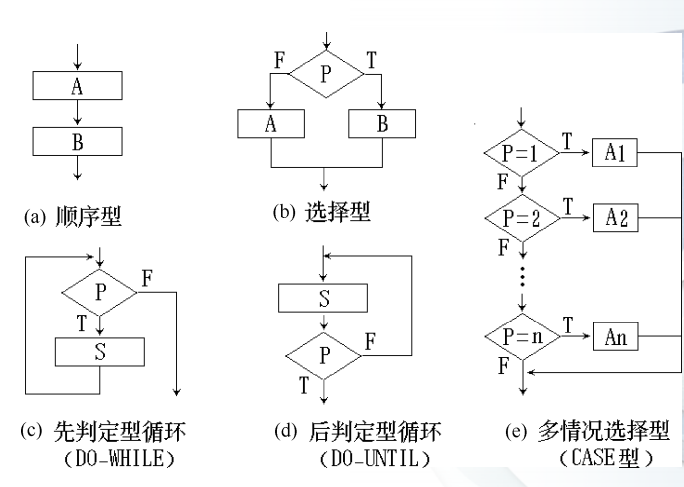 A
B
(a) 顺序型
F
P
T
A
B
(b) 选择型
P=1
T
A1
F
P=2
T
A2
F
P=n
T
An
F
(e) 多情况选择型
(CASE型)
P
F
T
S
(c) 先判定型循环
(DO-WHILE)
S
P
F
T
(d) 后判定型循环
(DO-UNTIL)